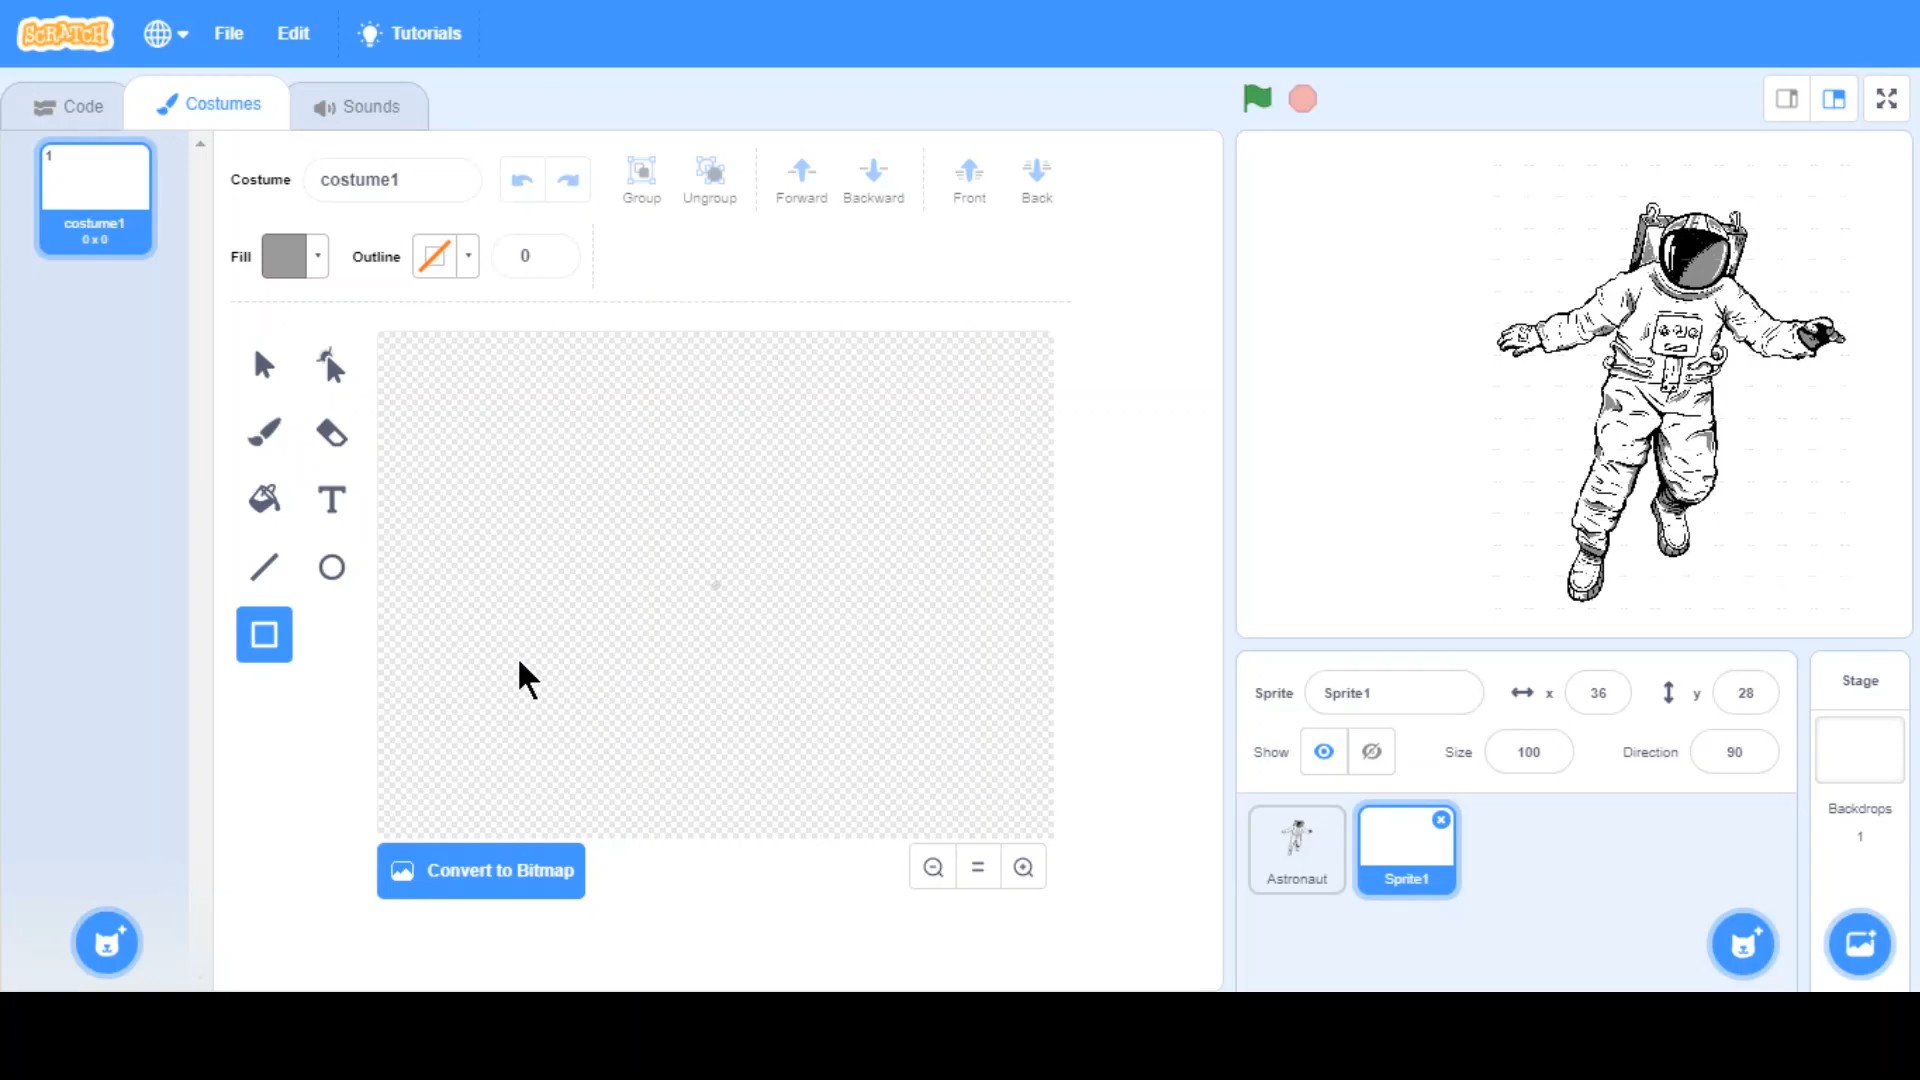 SCRATCH File Edit Tutorials
Code Costumes Sounds
1
costume1
0 x 0
Costume costume1 Group Ungroup Forward Backward Front Back
Fill Outline 0
T
Convert to Bitmap =
Sprite Sprite1 x 36 y 28
Show Size 100 Direction 90
Astronaut Sprite1
Stage
Backdrops
1